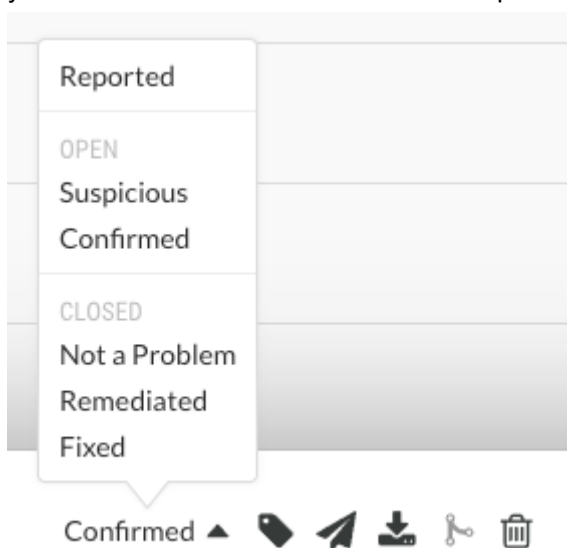 Reported
OPEN
Suspicious
Confirmed
CLOSED
Not a Problem
Remediated
Fixed
Confirmed